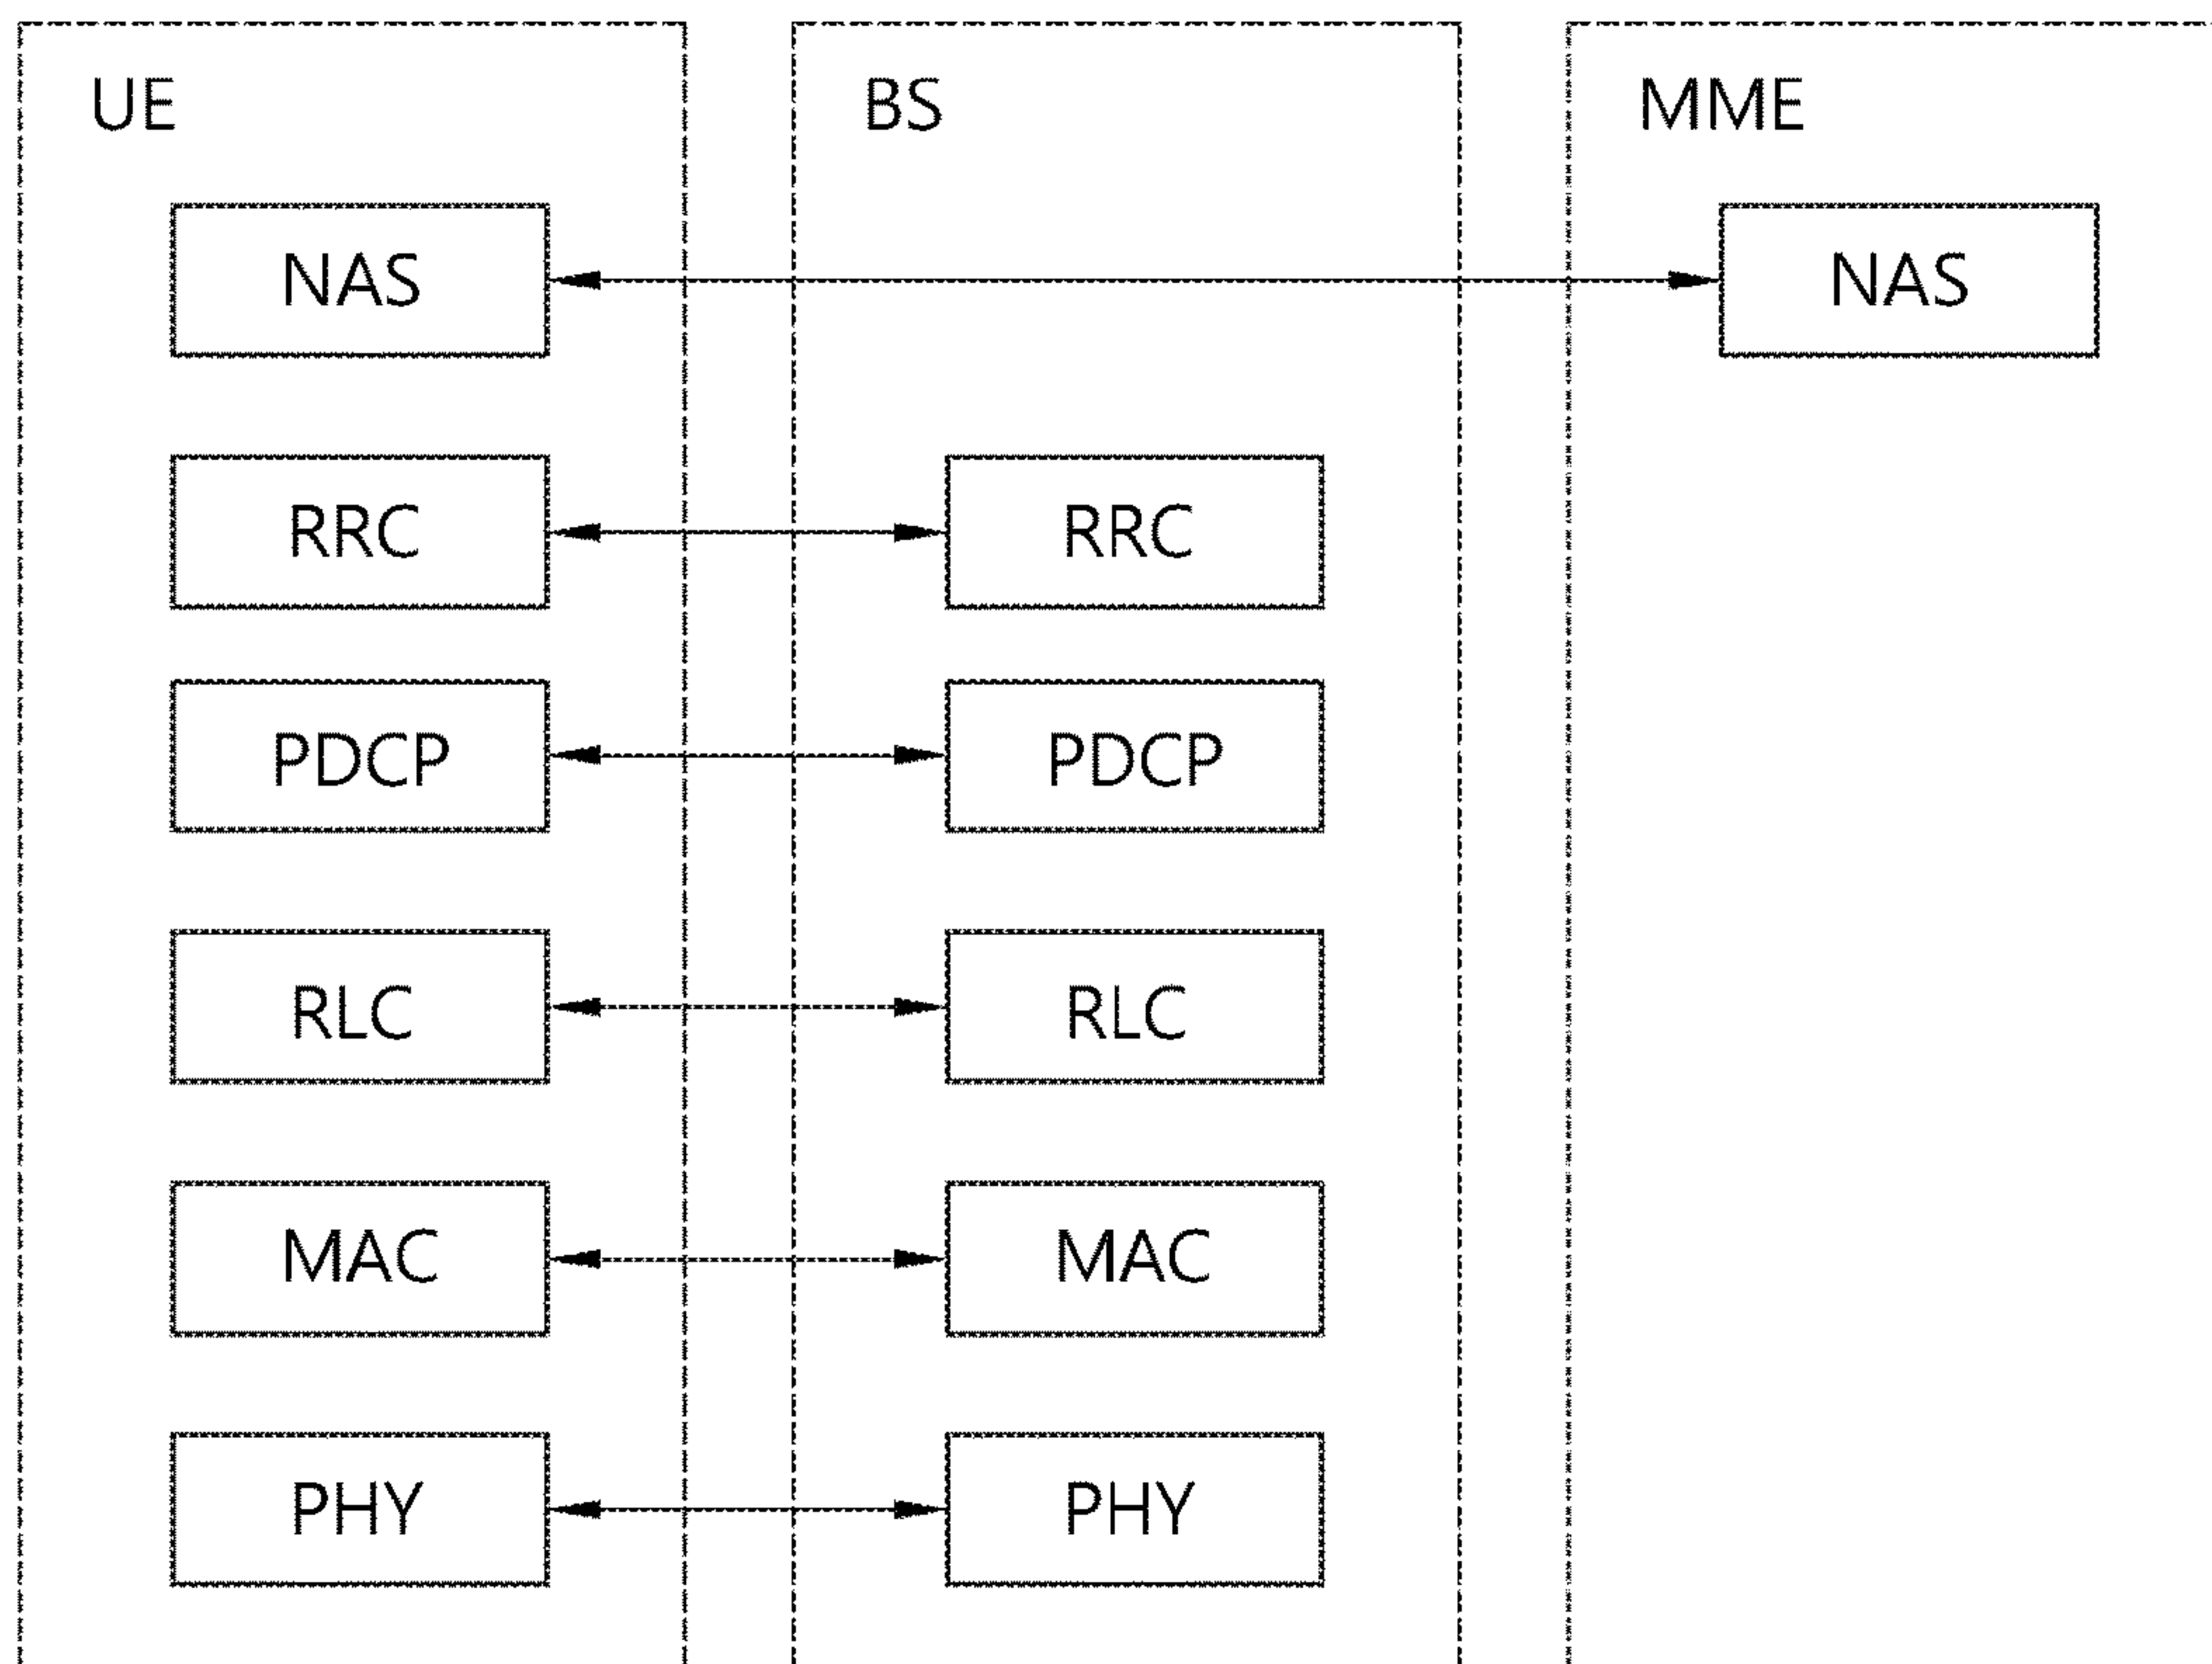 UE
BS
MME
NAS
NAS
RRC
RRC
PDCP
PDCP
RLC
RLC
MAC
MAC
PHY
PHY